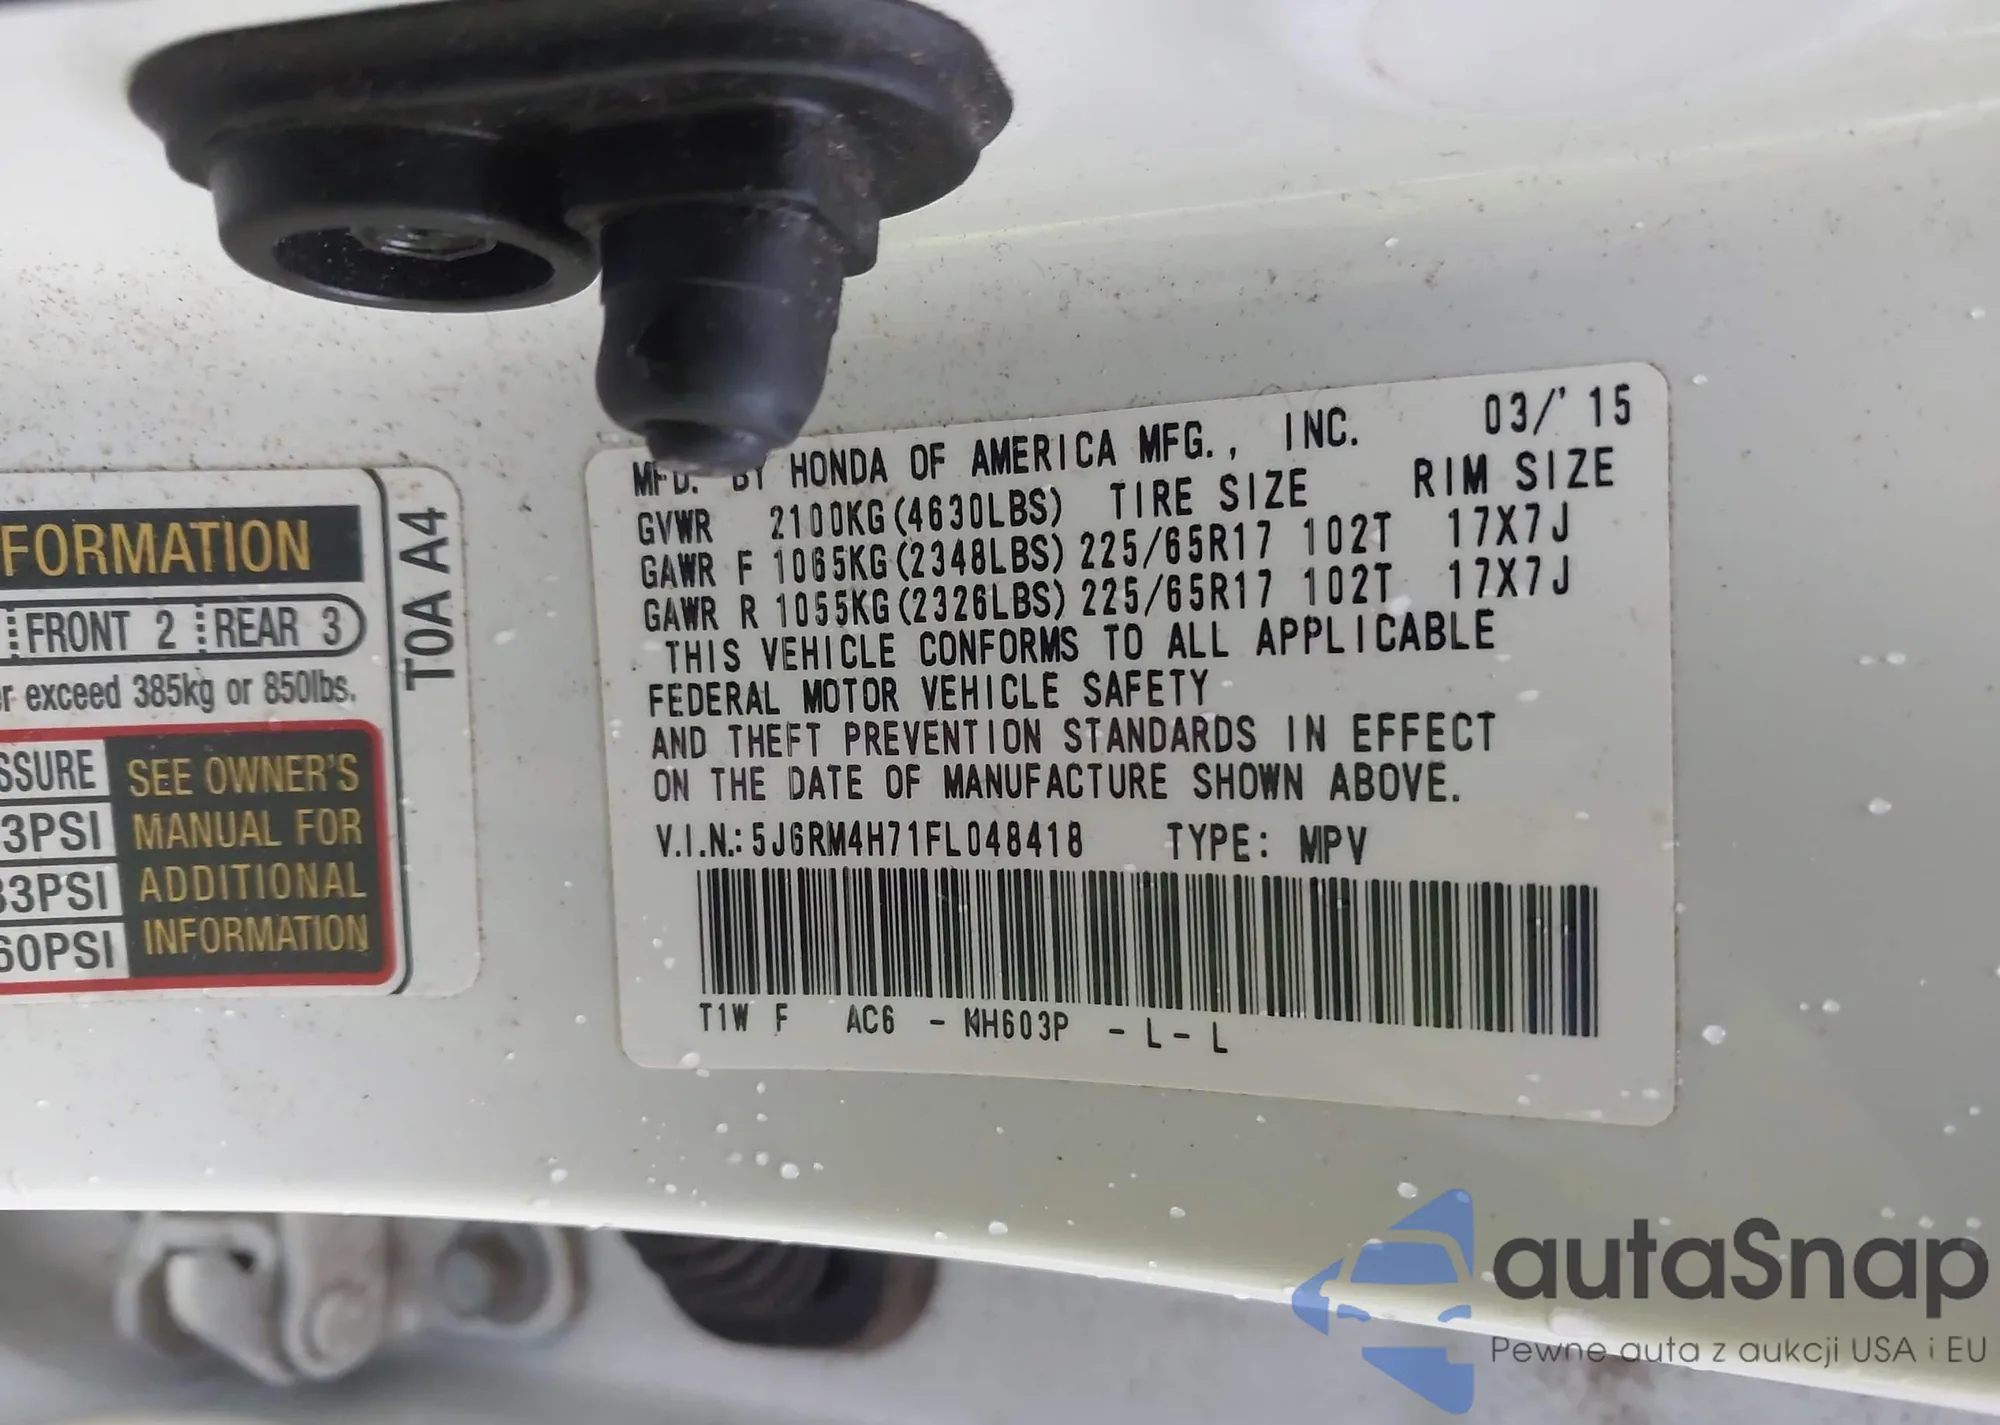 FORMATION
FRONT 2 REAR 3
exceed 385kg or 850lbs.
SSURE
3PSI
33PSI
60PSI
SEE OWNER'S
MANUAL FOR
ADDITIONAL
INFORMATION
T0A A4
MFD. BY HONDA OF AMERICA MFG., INC. 03/'15
GVWR 2100KG(4630LBS) TIRE SIZE RIM SIZE
GAWR F 1065KG(2348LBS) 225/65R17 102T 17X7J
GAWR R 1055KG(2326LBS) 225/65R17 102T 17X7J
THIS VEHICLE CONFORMS TO ALL APPLICABLE
FEDERAL MOTOR VEHICLE SAFETY
AND THEFT PREVENTION STANDARDS IN EFFECT
ON THE DATE OF MANUFACTURE SHOWN ABOVE.
V.I.N.: 5J6RM4H71FL048418 TYPE: MPV
T1W F AC6 - NH603P - L - L
autaSnap
Pewne auta z aukcji USA i EU